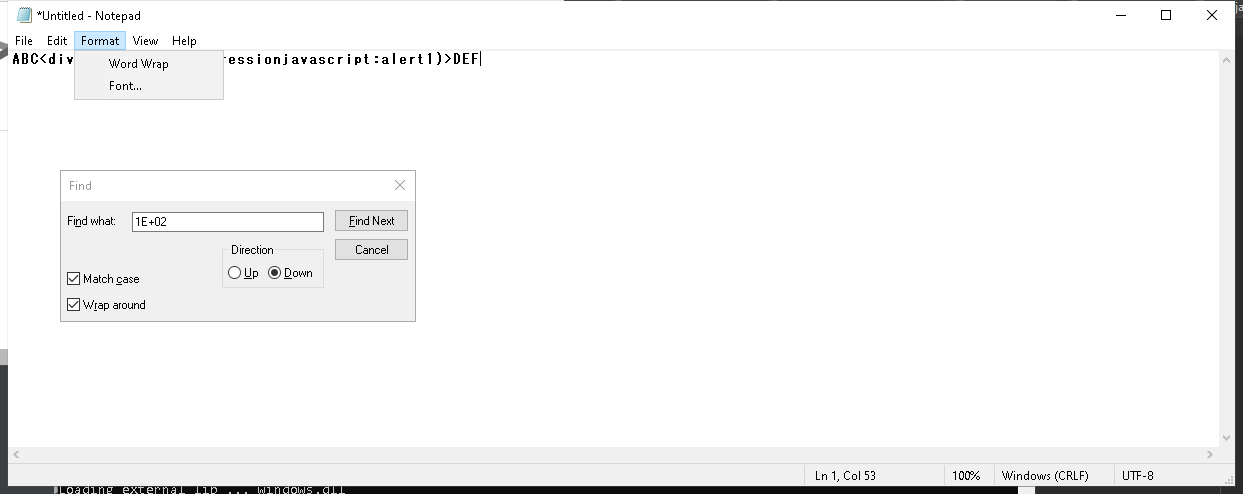 *Untitled - Notepad
File Edit Format View Help
ABC<div ressionjavascript:alert1)>DEF
Word Wrap
Font...
Find
Find what: 1E+02 Find Next
Direction Cancel
Up Down
Match case
Wrap around
Ln 1, Col 53 100% Windows (CRLF) UTF-8
Loading external lib ... windows.dll